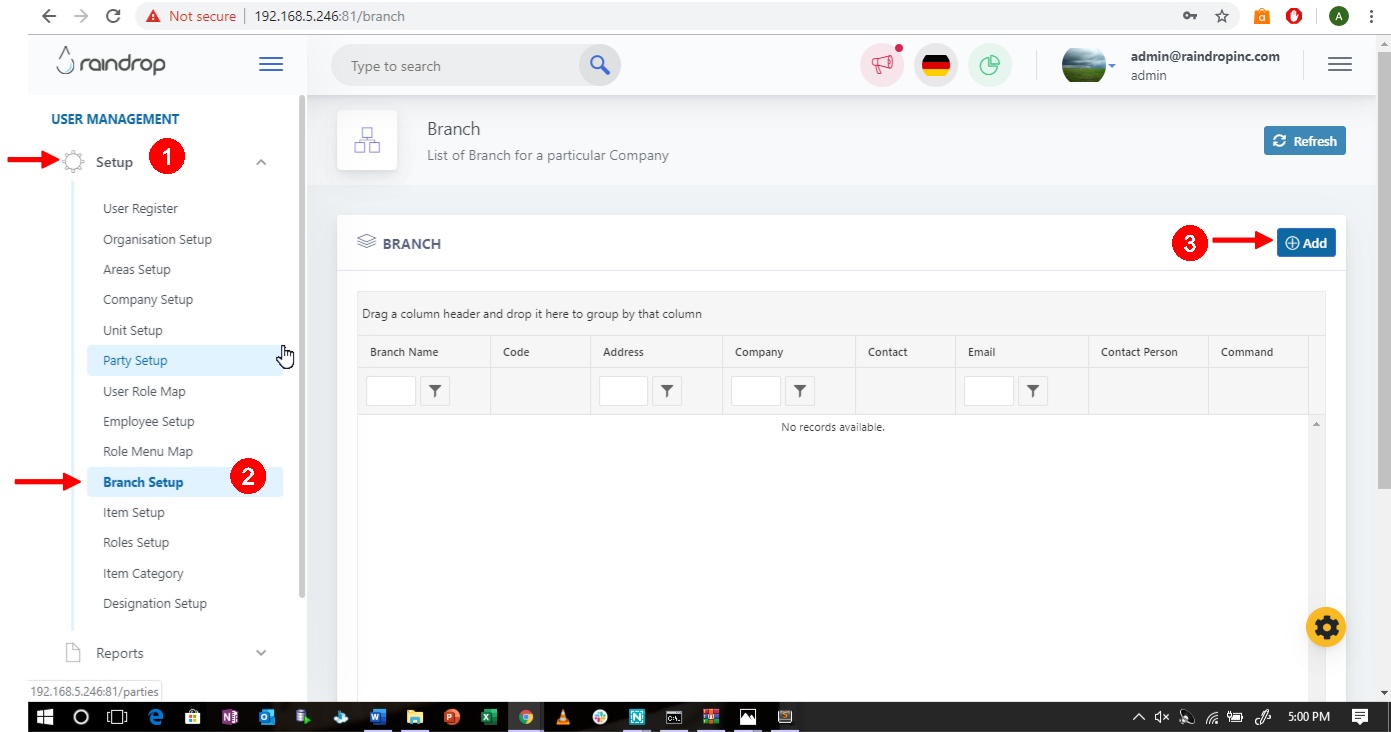 Not secure | 192.168.5.246:81/branch
a
A
raindrop
Type to search
admin@raindropinc.com
admin
USER MANAGEMENT
Setup
1
User Register
Organisation Setup
Areas Setup
Company Setup
Unit Setup
Party Setup
User Role Map
Employee Setup
Role Menu Map
Branch Setup
2
Item Setup
Roles Setup
Item Category
Designation Setup
Reports
192.168.5.246:81/parties
Branch
List of Branch for a particular Company
Refresh
BRANCH
3
Add
Drag a column header and drop it here to group by that column
Branch Name Code Address Company Contact Email Contact Person Command
No records available.
5:00 PM